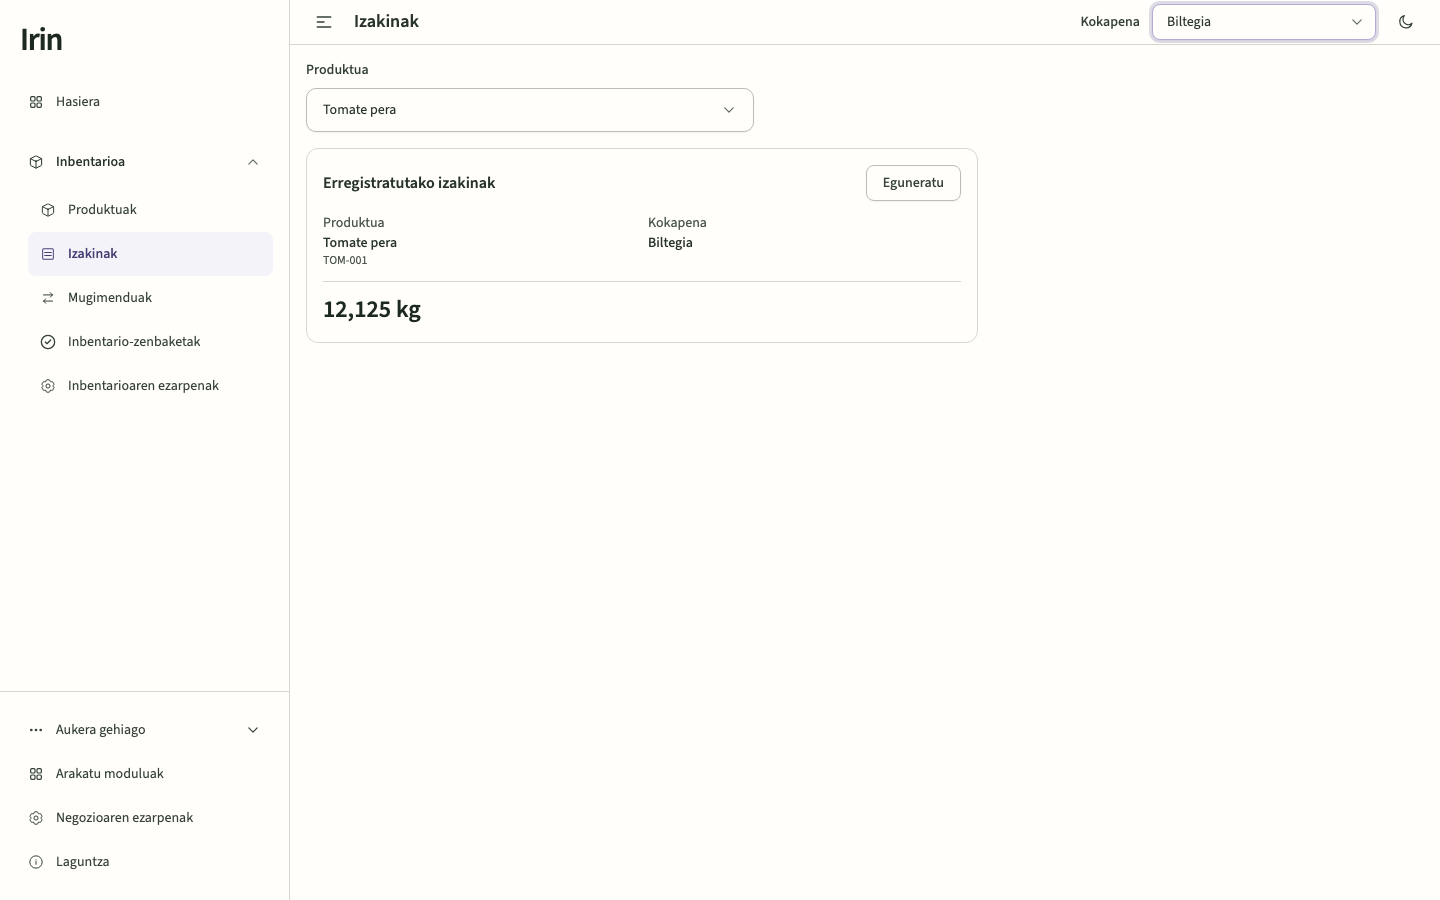 Irin
Hasiera
Inbentarioa
Produktuak
Izakinak
Mugimenduak
Inbentario-zenbaketak
Inbentarioaren ezarpenak
Aukera gehiago
Arakatu moduluak
Negozioaren ezarpenak
Laguntza
Izakinak
Kokapena
Biltegia
Produktua
Tomate pera
Erregistratutako izakinak
Eguneratu
Produktua
Tomate pera
TOM-001
Kokapena
Biltegia
12,125 kg